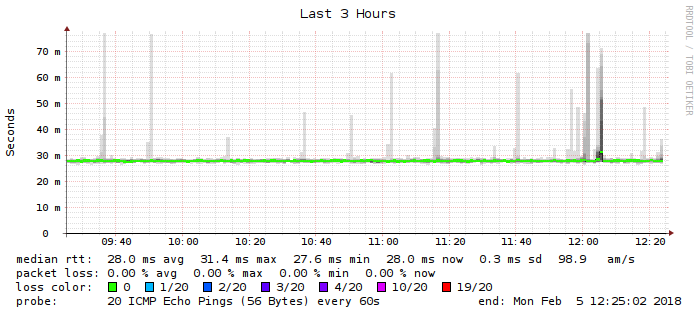 Last 3 Hours
RRDTOOL / TOBI OETIKER
Seconds
70 m
60 m
50 m
40 m
30 m
20 m
10 m
0
09:40 10:00 10:20 10:40 11:00 11:20 11:40 12:00 12:20
median rtt: 28.0 ms avg 31.4 ms max 27.6 ms min 28.0 ms now 0.3 ms sd 98.9 am/s
packet loss: 0.00 % avg 0.00 % max 0.00 % min 0.00 % now
loss color: 0 1/20 2/20 3/20 4/20 10/20 19/20
probe: 20 ICMP Echo Pings (56 Bytes) every 60s end: Mon Feb 5 12:25:02 2018